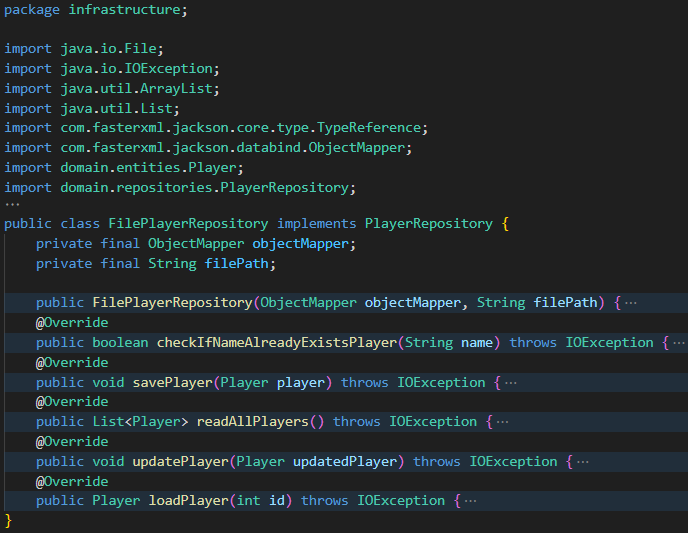 package infrastructure;
import java.io.File;
import java.io.IOException;
import java.util.ArrayList;
import java.util.List;
import com.fasterxml.jackson.core.type.TypeReference;
import com.fasterxml.jackson.databind.ObjectMapper;
import domain.entities.Player;
import domain.repositories.PlayerRepository;
...
public class FilePlayerRepository implements PlayerRepository {
    private final ObjectMapper objectMapper;
    private final String filePath;
    public FilePlayerRepository(ObjectMapper objectMapper, String filePath) {...
    @Override
    public boolean checkIfNameAlreadyExistsPlayer(String name) throws IOException {...
    @Override
    public void savePlayer(Player player) throws IOException {...
    @Override
    public List<Player> readAllPlayers() throws IOException {...
    @Override
    public void updatePlayer(Player updatedPlayer) throws IOException {...
    @Override
    public Player loadPlayer(int id) throws IOException {...
}